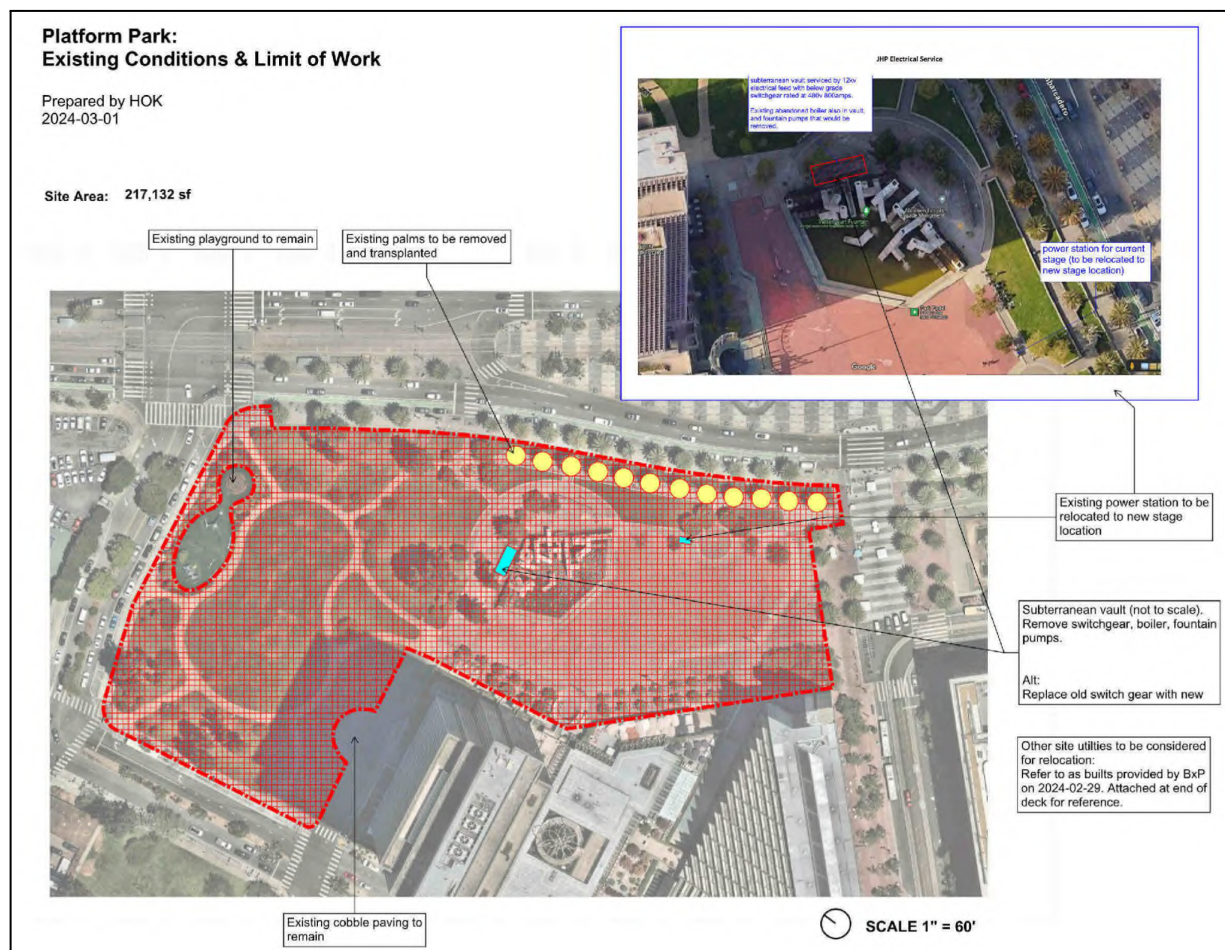 Platform Park:
Existing Conditions & Limit of Work
Prepared by HOK
2024-03-01
Site Area: 217,132 sf
JHP Electrical Service
subterranean vault serviced by 12kv
electrical feed with below grade
switchgear rated at 480v 800amps.
Existing abandoned boiler also in vault,
and fountain pumps that would be
removed.
power station for current
stage (to be relocated to
new stage location)
Google
Existing playground to remain
Existing palms to be removed
and transplanted
Existing power station to be
relocated to new stage
location
Subterranean vault (not to scale).
Remove switchgear, boiler, fountain
pumps.
Alt:
Replace old switch gear with new
Other site utilties to be considered
for relocation:
Refer to as builts provided by BxP
on 2024-02-29. Attached at end of
deck for reference.
Existing cobble paving to
remain
SCALE 1" = 60'